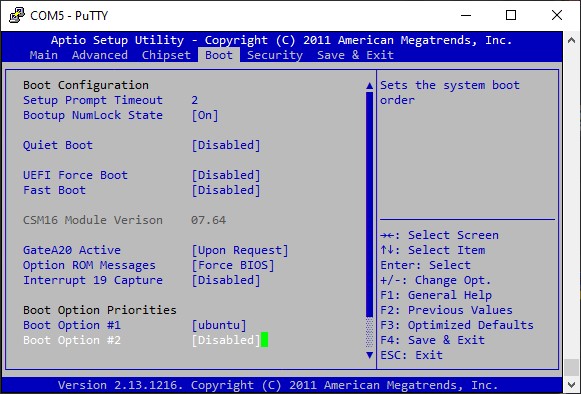 COM5 - PuTTY
Aptio Setup Utility - Copyright (C) 2011 American Megatrends, Inc.
Main Advanced Chipset Boot Security Save & Exit
Boot Configuration
Setup Prompt Timeout 2
Bootup NumLock State [On]
Quiet Boot [Disabled]
UEFI Force Boot [Disabled]
Fast Boot [Disabled]
CSM16 Module Verison 07.64
GateA20 Active [Upon Request]
Option ROM Messages [Force BIOS]
Interrupt 19 Capture [Disabled]
Boot Option Priorities
Boot Option #1 [ubuntu]
Boot Option #2 [Disabled]
Sets the system boot
order
→←: Select Screen
↑↓: Select Item
Enter: Select
+/-: Change Opt.
F1: General Help
F2: Previous Values
F3: Optimized Defaults
F4: Save & Exit
ESC: Exit
Version 2.13.1216. Copyright (C) 2011 American Megatrends, Inc.